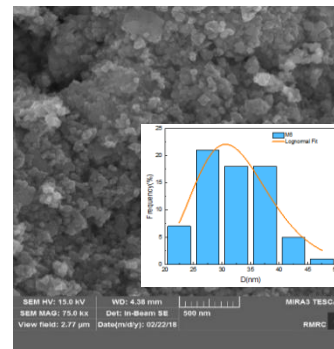 M6
Lognormal Fit
25
20
15
10
5
0
Frequency(%)
20 25 30 35 40 45 50
D(nm)
SEM HV: 15.0 kV WD: 4.36 mm MIRA3 TESCA
SEM MAG: 75.0 kx Det: In-Beam SE 500 nm
View field: 2.77 µm Date(m/d/y): 02/22/18 RMRC